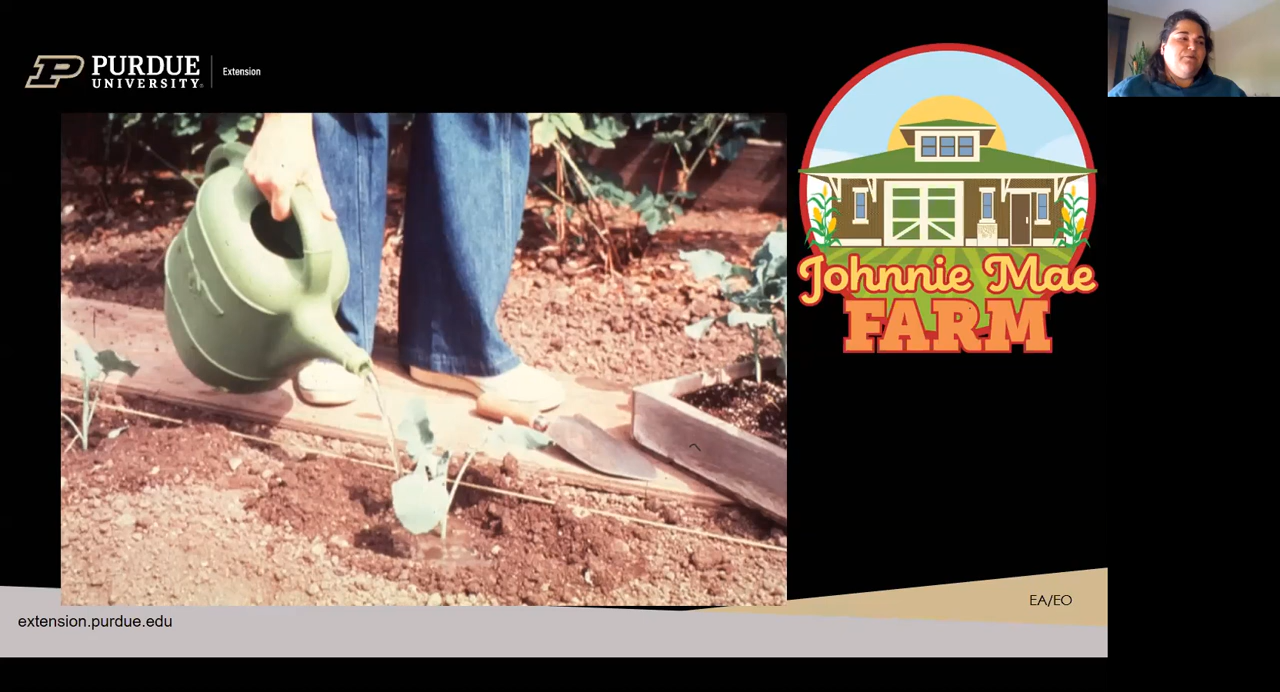 PURDUE
UNIVERSITY®
Extension
Johnnie Mae
FARM
extension.purdue.edu
EA/EO